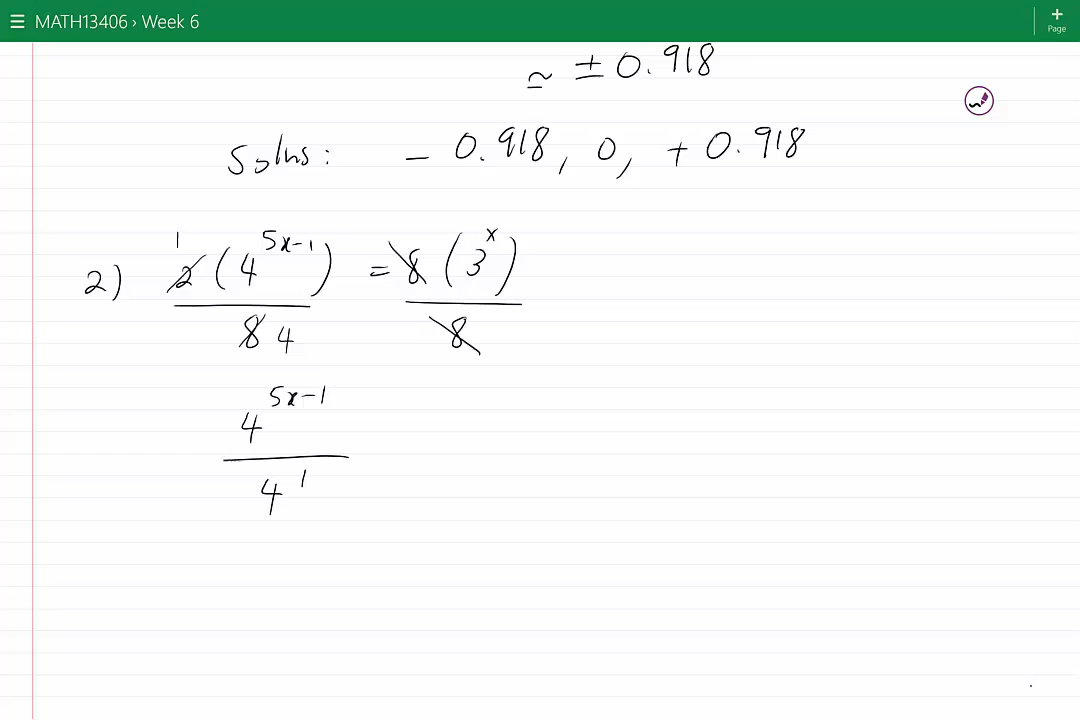 ☰ MATH13406 › Week 6
+ Page
≃ ± 0.918
Solns: - 0.918, 0, + 0.918
2) 1 2 (4^{5x-1}) / 8 4 = 8 (3^x) / 8
4^{5x-1} / 4^1